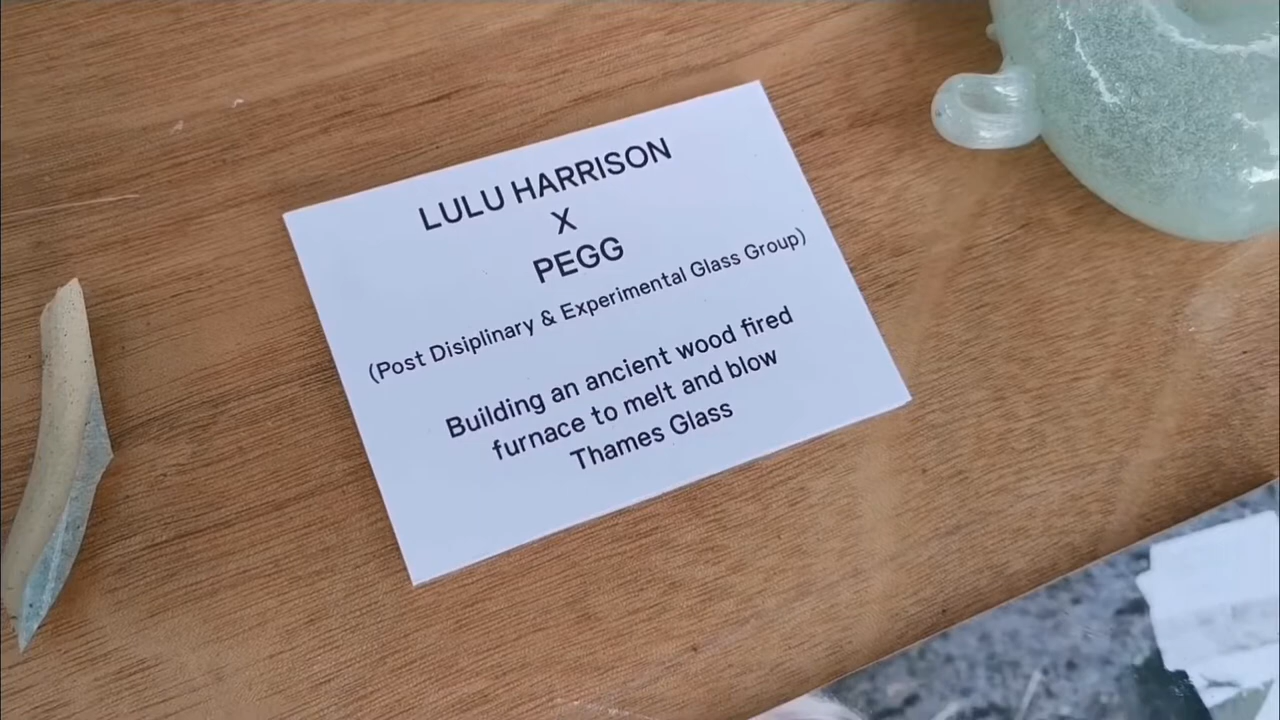 LULU HARRISON
X
PEGG
(Post Disiplinary & Experimental Glass Group)
Building an ancient wood fired
furnace to melt and blow
Thames Glass